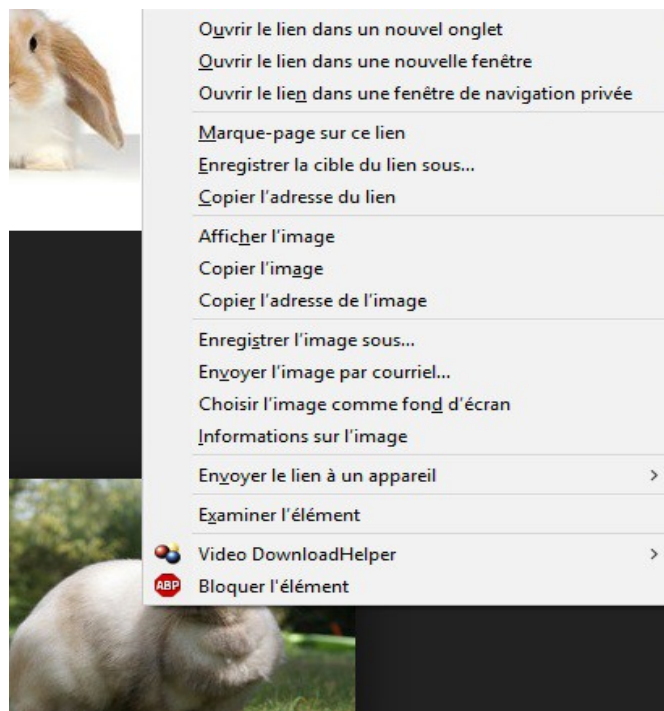 Ouvrir le lien dans un nouvel onglet
Ouvrir le lien dans une nouvelle fenêtre
Ouvrir le lien dans une fenêtre de navigation privée
Marque-page sur ce lien
Enregistrer la cible du lien sous...
Copier l'adresse du lien
Afficher l'image
Copier l'image
Copier l'adresse de l'image
Enregistrer l'image sous...
Envoyer l'image par courriel...
Choisir l'image comme fond d'écran
Informations sur l'image
Envoyer le lien à un appareil
Examiner l'élément
Video DownloadHelper
ABP Bloquer l'élément